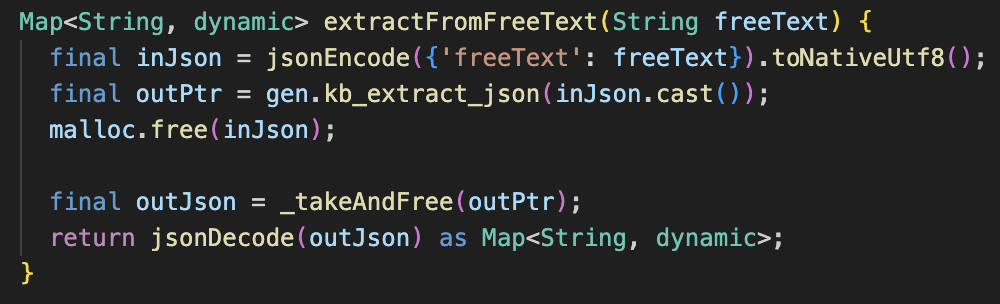 Map<String, dynamic> extractFromFreeText(String freeText) {
  final inJson = jsonEncode({'freeText': freeText}).toNativeUtf8();
  final outPtr = gen.kb_extract_json(inJson.cast());
  malloc.free(inJson);

  final outJson = _takeAndFree(outPtr);
  return jsonDecode(outJson) as Map<String, dynamic>;
}